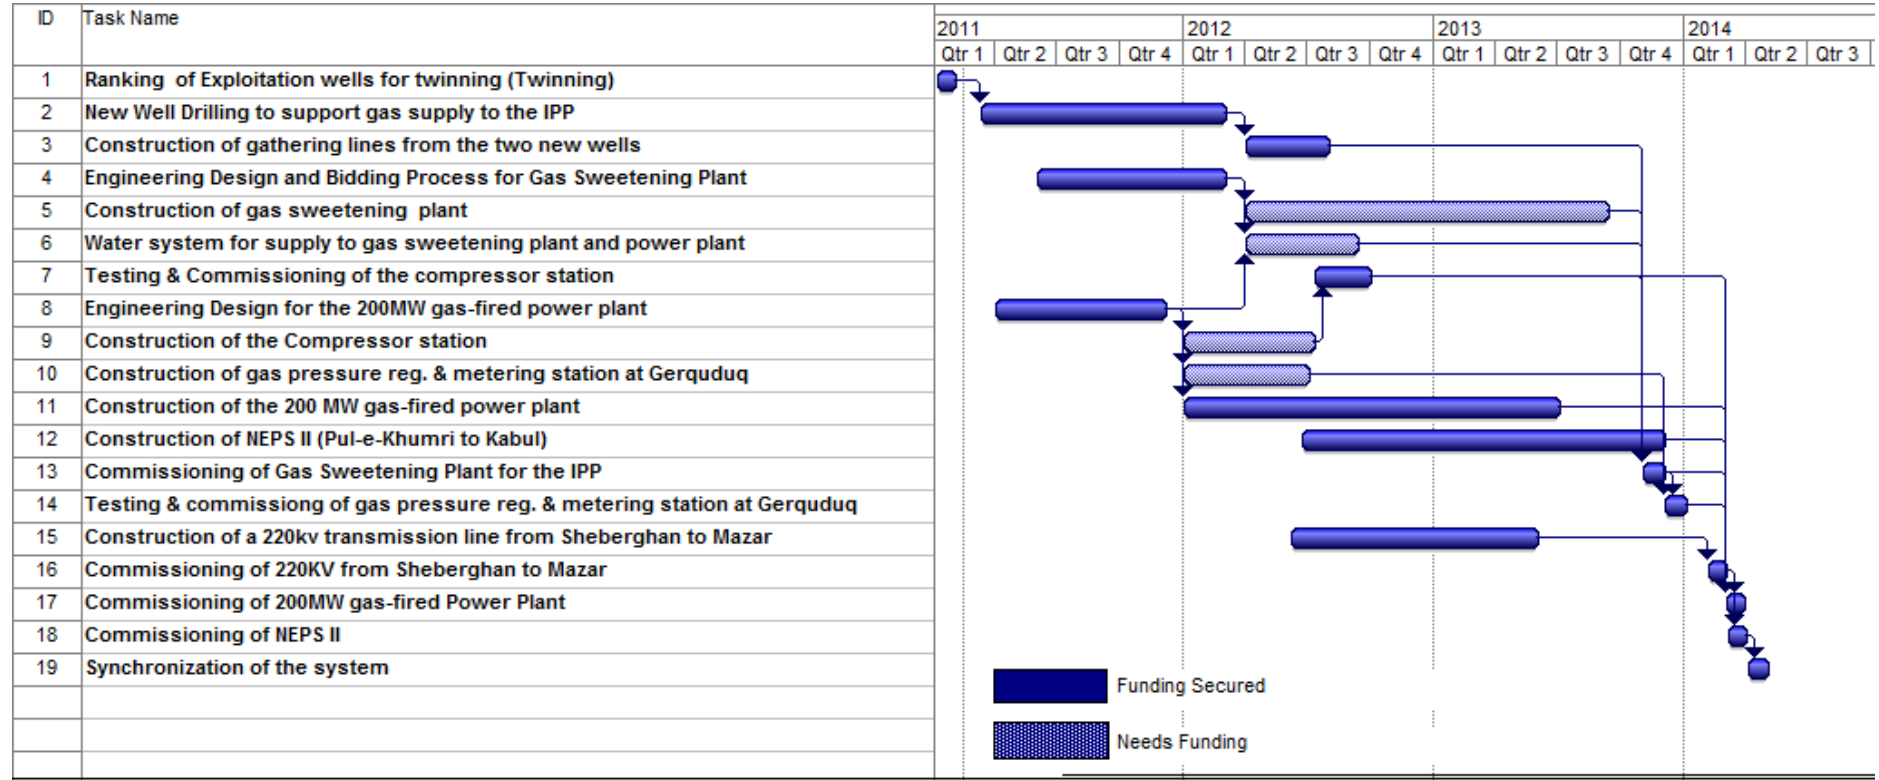 ID Task Name
2011 2012 2013 2014
Qtr 1 Qtr 2 Qtr 3 Qtr 4 Qtr 1 Qtr 2 Qtr 3 Qtr 4 Qtr 1 Qtr 2 Qtr 3 Qtr 4 Qtr 1 Qtr 2 Qtr 3
1 Ranking of Exploitation wells for twinning (Twinning)
2 New Well Drilling to support gas supply to the IPP
3 Construction of gathering lines from the two new wells
4 Engineering Design and Bidding Process for Gas Sweetening Plant
5 Construction of gas sweetening plant
6 Water system for supply to gas sweetening plant and power plant
7 Testing & Commissioning of the compressor station
8 Engineering Design for the 200MW gas-fired power plant
9 Construction of the Compressor station
10 Construction of gas pressure reg. & metering station at Gerquduq
11 Construction of the 200 MW gas-fired power plant
12 Construction of NEPS II (Pul-e-Khumri to Kabul)
13 Commissioning of Gas Sweetening Plant for the IPP
14 Testing & commissiong of gas pressure reg. & metering station at Gerquduq
15 Construction of a 220kv transmission line from Sheberghan to Mazar
16 Commissioning of 220KV from Sheberghan to Mazar
17 Commissioning of 200MW gas-fired Power Plant
18 Commissioning of NEPS II
19 Synchronization of the system
Funding Secured
Needs Funding